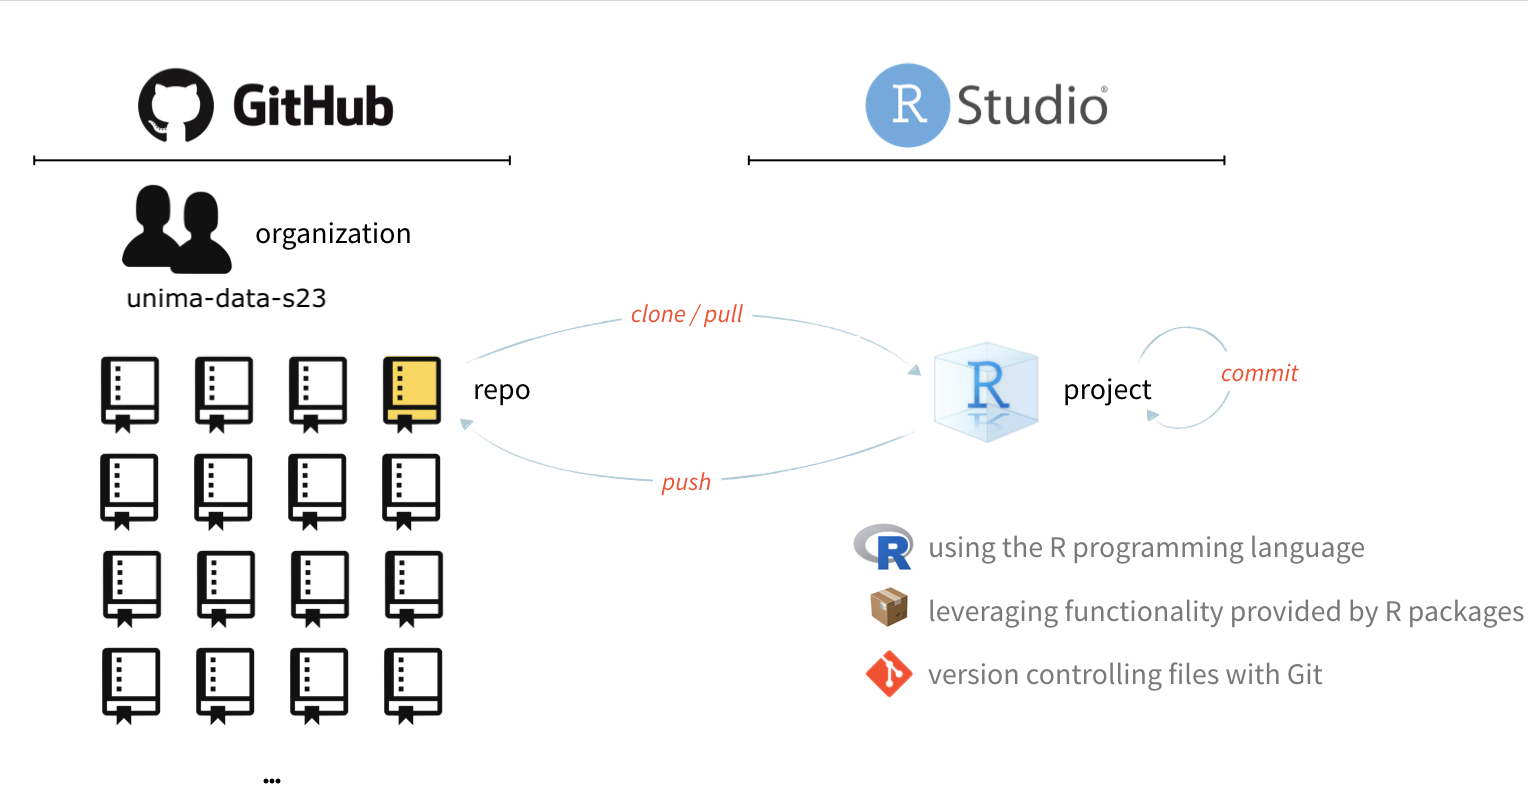 GitHub
R Studio®
organization
unima-data-s23
clone / pull
repo
R
project
commit
push
R using the R programming language
leveraging functionality provided by R packages
version controlling files with Git
...